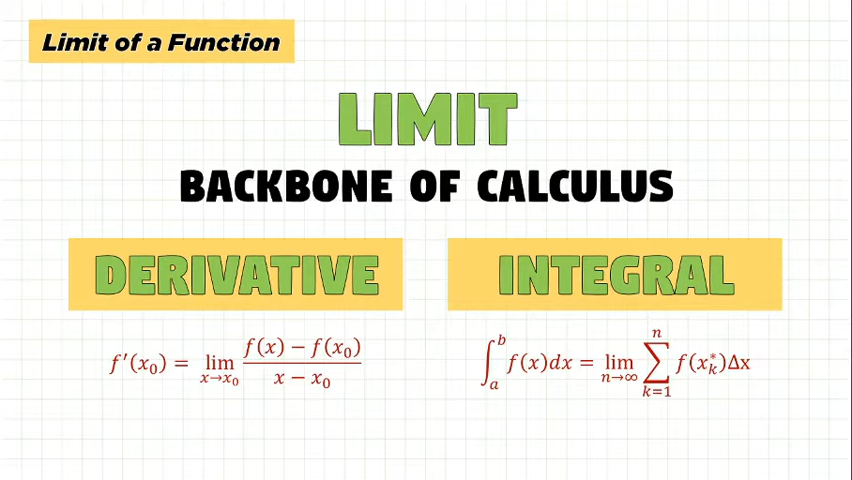 Limit of a Function
LIMIT
BACKBONE OF CALCULUS
DERIVATIVE
INTEGRAL
f′(x₀) = lim_{x→x₀} (f(x) − f(x₀))/(x − x₀)
∫_a^b f(x)dx = lim_{n→∞} ∑_{k=1}^n f(x_k^*)Δx